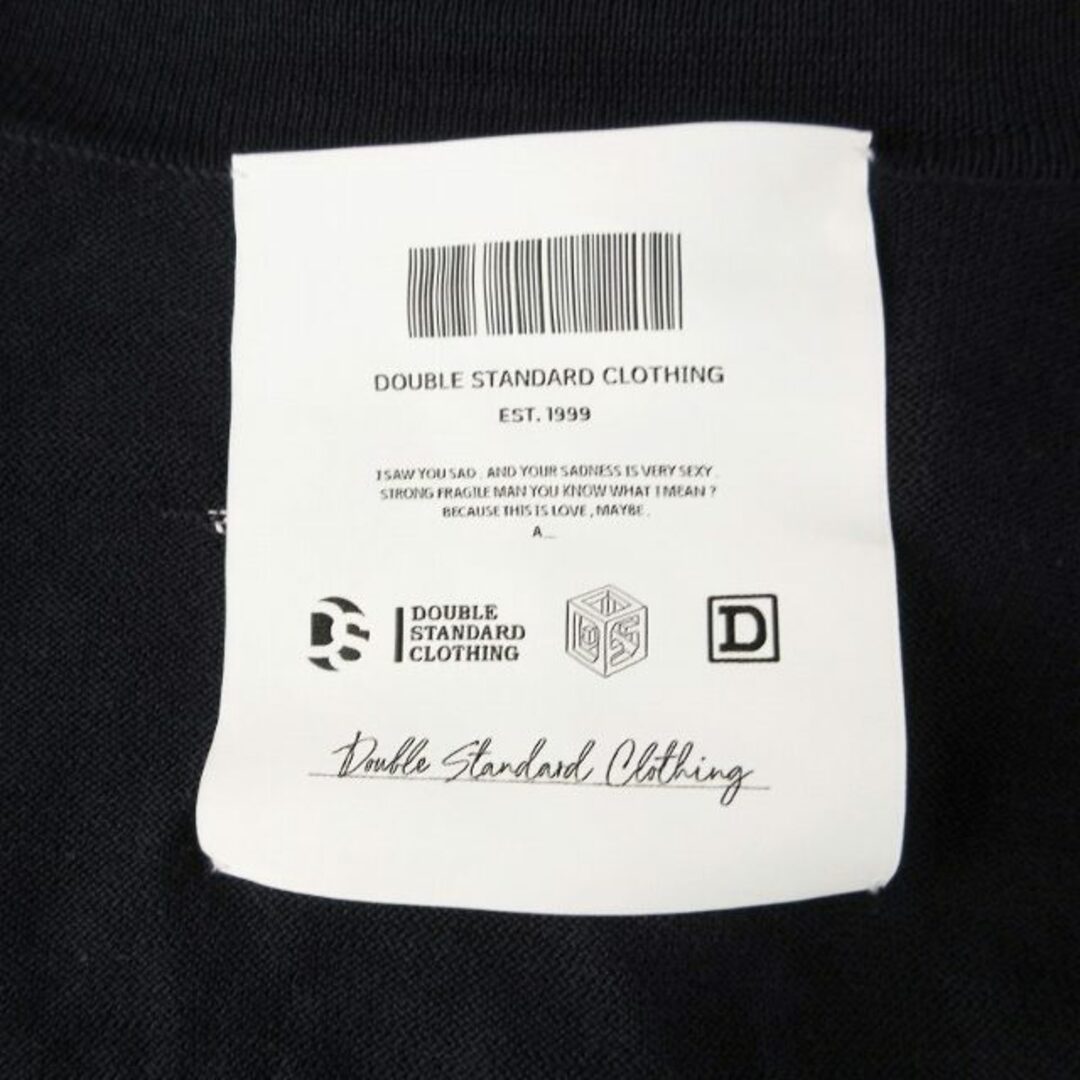 DOUBLE STANDARD CLOTHING
EST. 1999
I SAW YOU SAD . AND YOUR SADNESS IS VERY SEXY .
STRONG FRAGILE MAN YOU KNOW WHAT I MEAN ?
BECAUSE THIS IS LOVE , MAYBE .
A...
DS
DOUBLE
STANDARD
CLOTHING
D
Double Standard Clothing